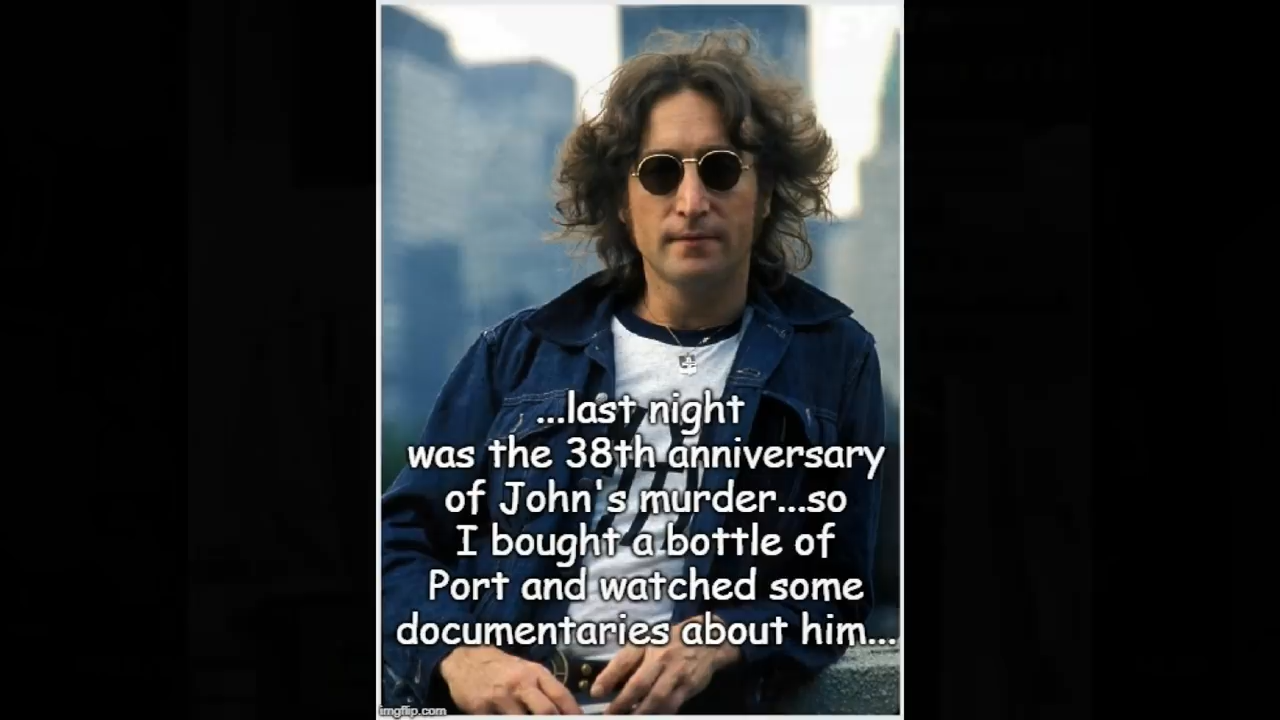 ...last night
was the 38th anniversary
of John's murder...so
I bought a bottle of
Port and watched some
documentaries about him...
imgflip.com